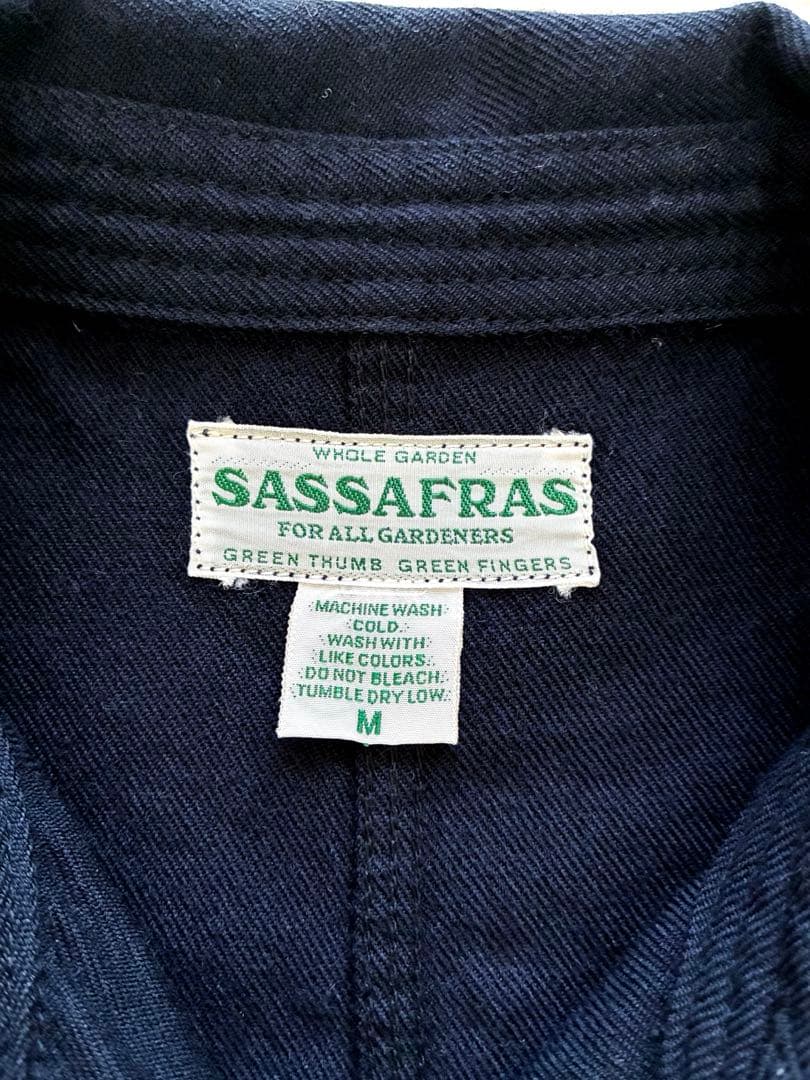 WHOLE GARDEN
SASSAFRAS
FOR ALL GARDENERS
GREEN THUMB GREEN FINGERS
MACHINE WASH
COLD.
WASH WITH
LIKE COLORS.
DO NOT BLEACH.
TUMBLE DRY LOW.
M